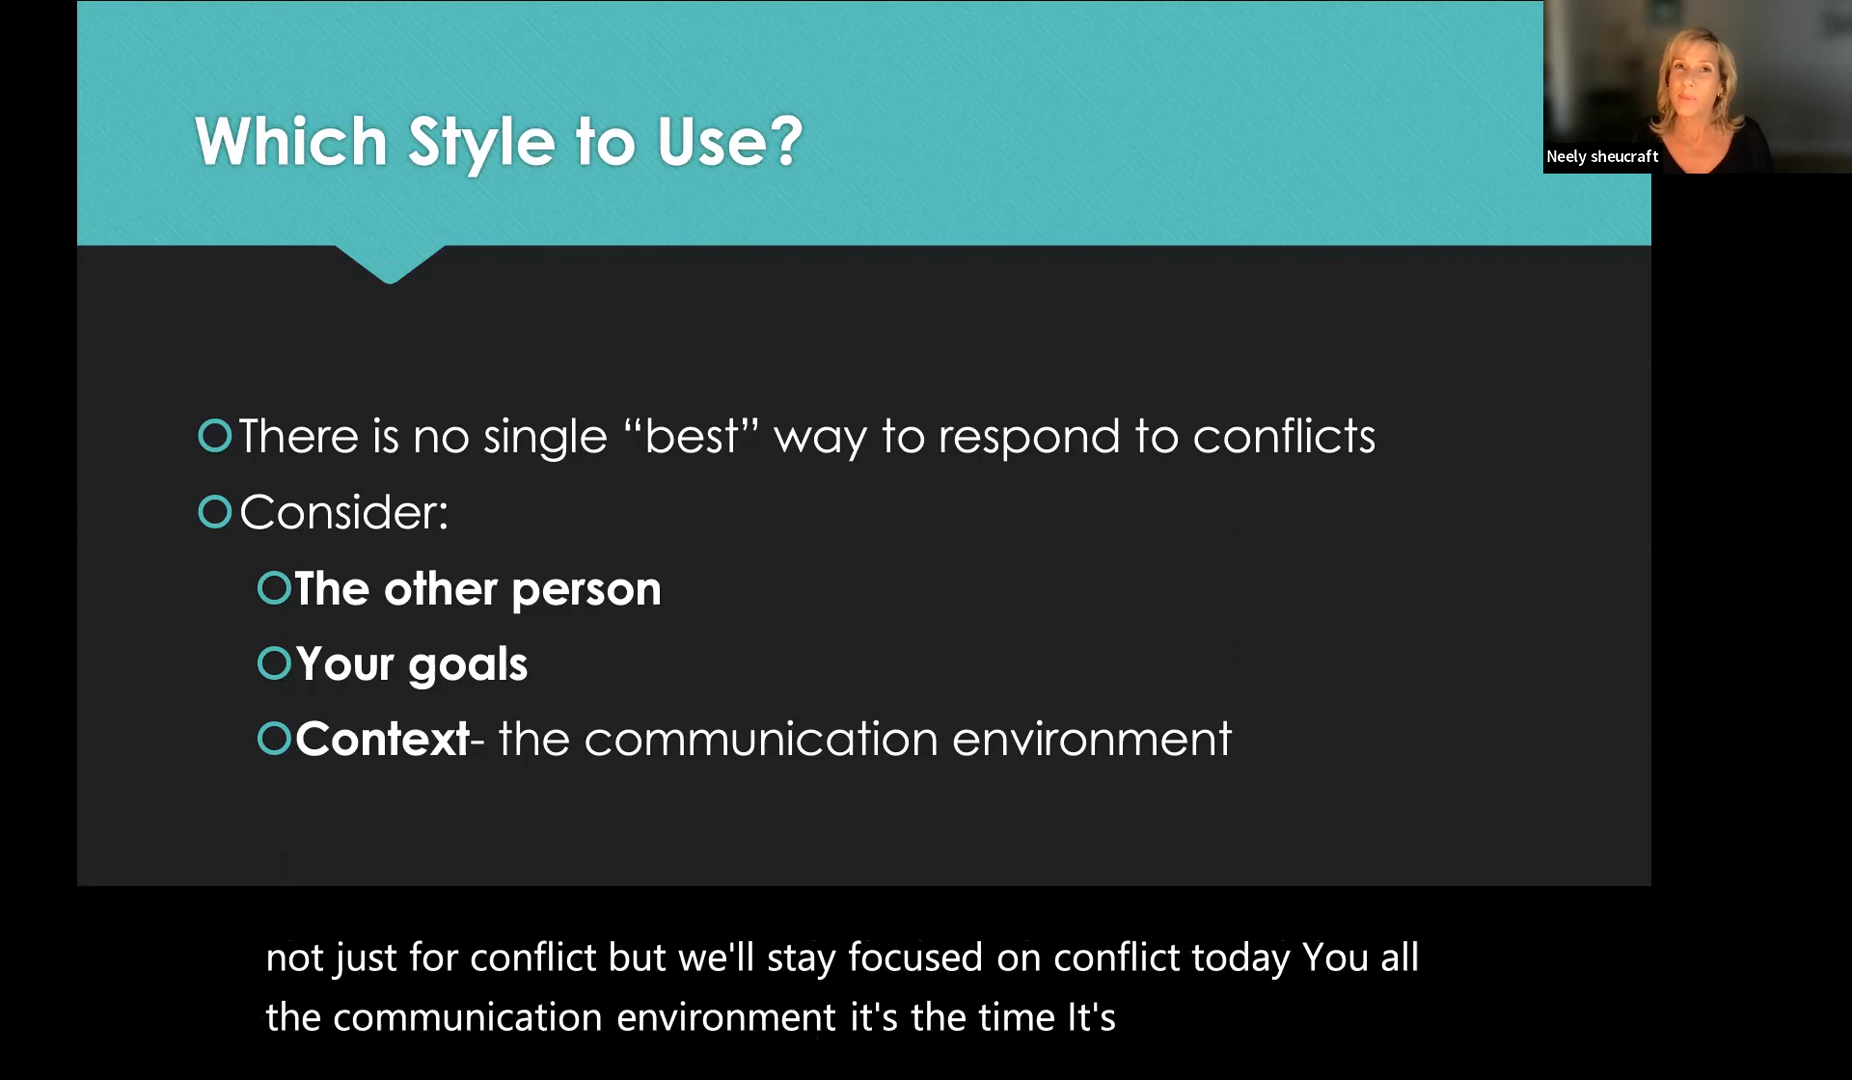 Which Style to Use?
Neely sheucraft
There is no single “best” way to respond to conflicts
Consider:
The other person
Your goals
Context- the communication environment
not just for conflict but we'll stay focused on conflict today You all
the communication environment it's the time It's